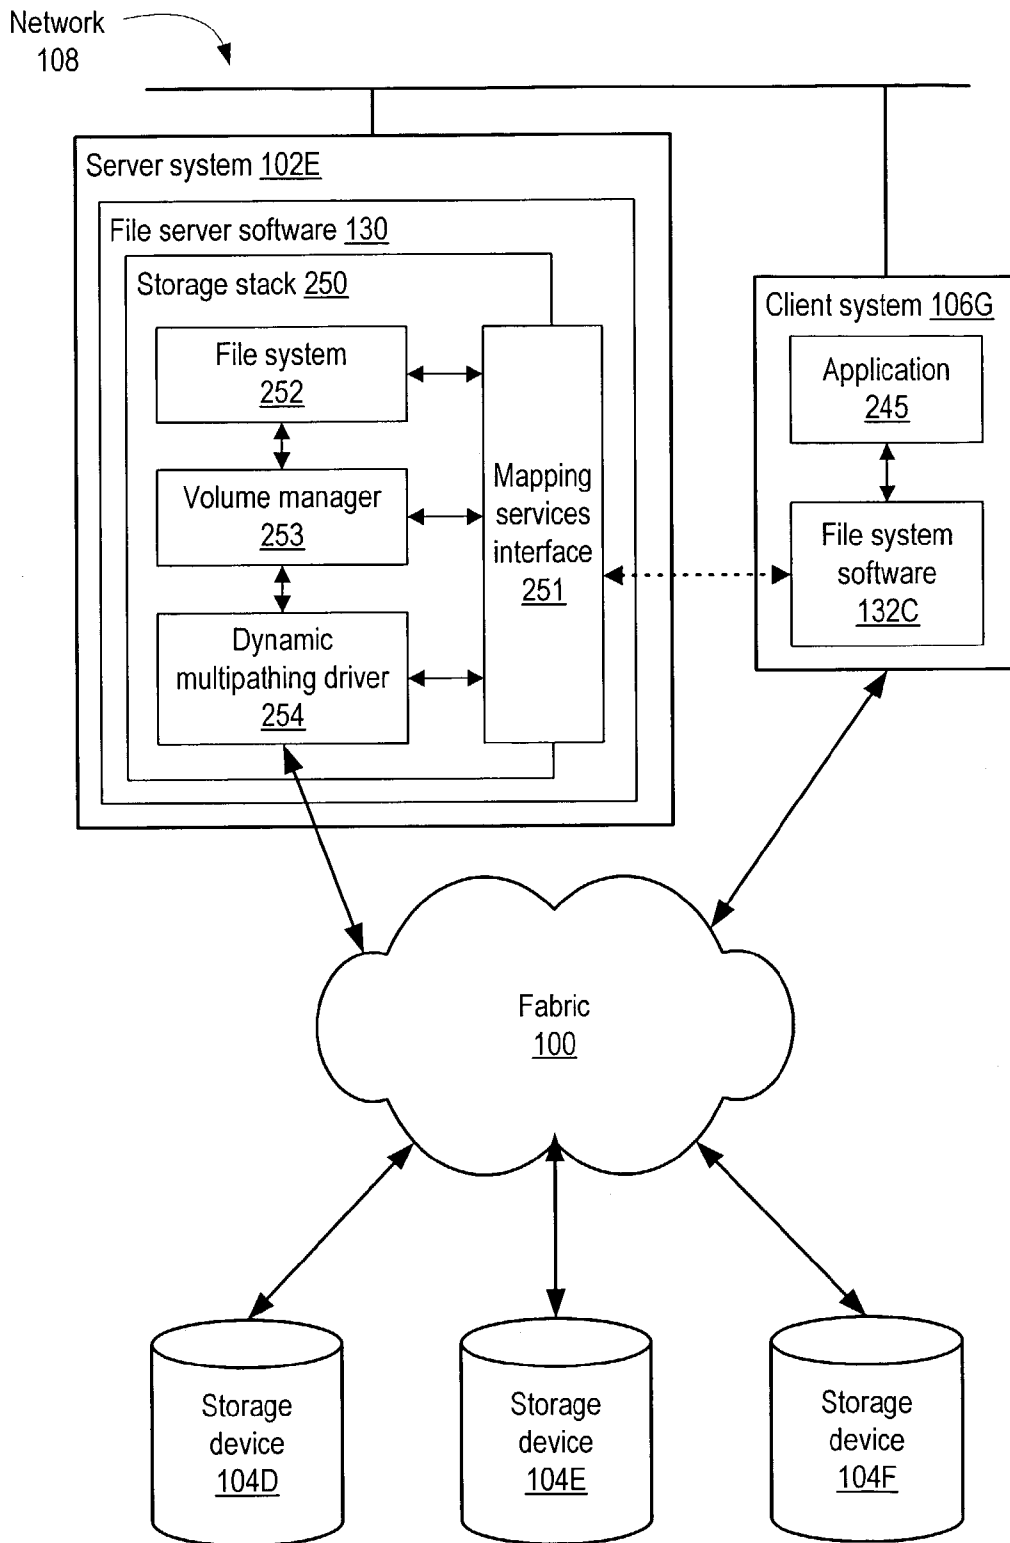 Network
108
Server system 102E
File server software 130
Storage stack 250
File system
252
Volume manager
253
Dynamic
multipathing driver
254
Mapping
services
interface
251
Client system 106G
Application
245
File system
software
132C
Fabric
100
Storage
device
104D
Storage
device
104E
Storage
device
104F